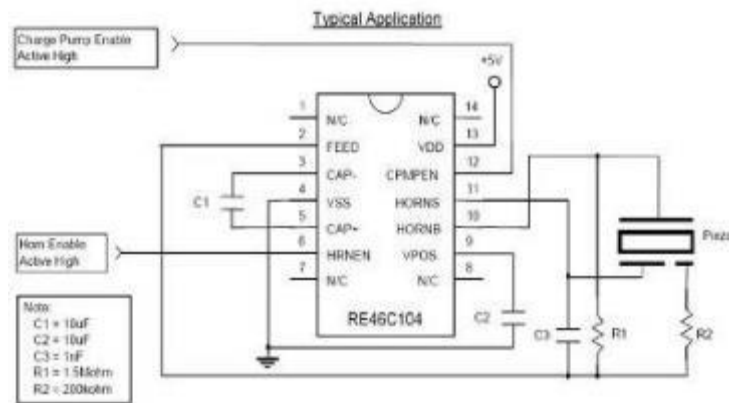 Typical Application
Charge Pump Enable
Active High
+5V
1 N/C N/C 14
2 FEED VDD 13
3 CAP- CPMPEN 12
4 VSS HORNS 11
5 CAP+ HORNB 10
6 HRNEN VPOS 9
7 N/C N/C 8
RE46C104
C1
Horn Enable
Active High
C2
C3
R1
R2
Piezo
Note:
C1 = 10uF
C2 = 10uF
C3 = 1nF
R1 = 1.5Mohm
R2 = 200kohm